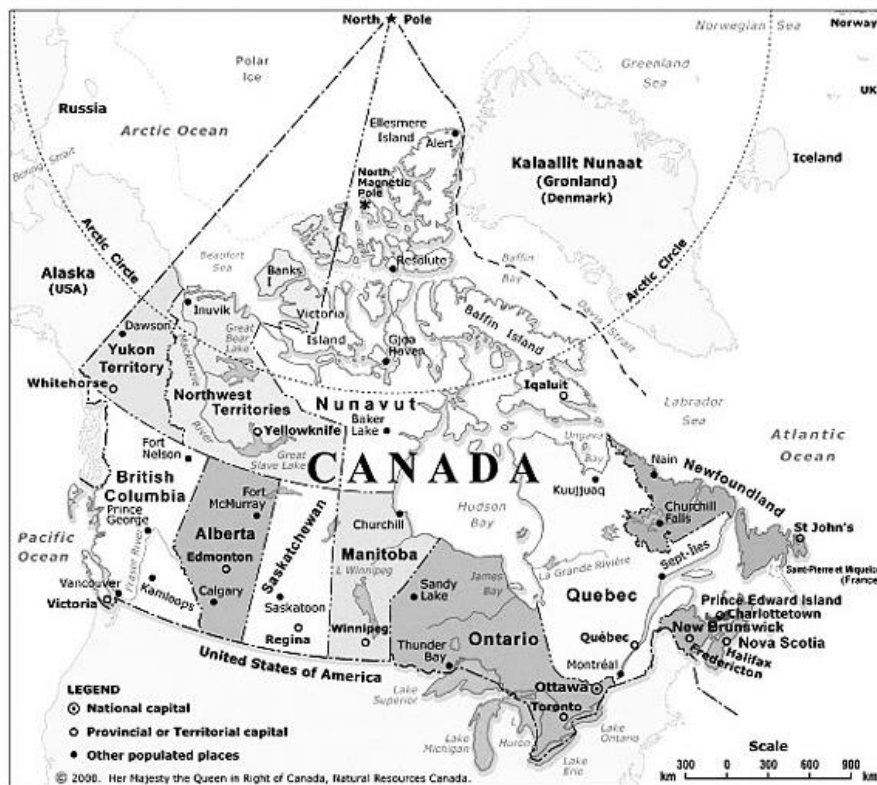 North Pole
Norwegian Sea
Norway
Polar
Ice
Greenland
Sea
UK
Russia
Arctic Ocean
Ellesmere
Island
Alert
Kalaallit Nunaat
(Grønland)
(Denmark)
Iceland
Bering Strait
North
Magnetic
Pole
Arctic Circle
Beaufort
Sea
Banks
I
Resolute
Baffin
Bay
Arctic Circle
Alaska
(USA)
Inuvik
Victoria
Island
Davis Strait
Baffin Island
Dawson
Great
Bear
Lake
Gjoa
Haven
Yukon
Territory
Mackenzie
River
Whitehorse
Northwest
Territories
Nunavut
Iqaluit
Labrador
Sea
Yellowknife
Baker
Lake
Fort
Nelson
Great
Slave Lake
CANADA
Ungava
Bay
Nain
Newfoundland
Atlantic
Ocean
British
Columbia
Fort
McMurray
Kuujjuaq
Prince
George
Churchill
Hudson
Bay
Churchill
Falls
Pacific
Ocean
Alberta
Edmonton
Saskatchewan
Manitoba
L Winnipeg
La Grande Rivière
Sept-Îles
St John's
Saint-Pierre et Miquelon
(France)
Fraser River
Vancouver
Victoria
Kamloops
Calgary
Saskatoon
Regina
Winnipeg
Sandy
Lake
James
Bay
Quebec
Prince Edward Island
Charlottetown
New Brunswick
Nova Scotia
Halifax
Fredericton
Ontario
Québec
Montréal
Thunder
Bay
United States of America
Lake
Superior
Ottawa
Toronto
Lake
Michigan
L
Huron
Lake
Ontario
Lake
Erie
LEGEND
National capital
Provincial or Territorial capital
Other populated places
Scale
300 0 300 600 900
km km
© 2000. Her Majesty the Queen in Right of Canada, Natural Resources Canada.